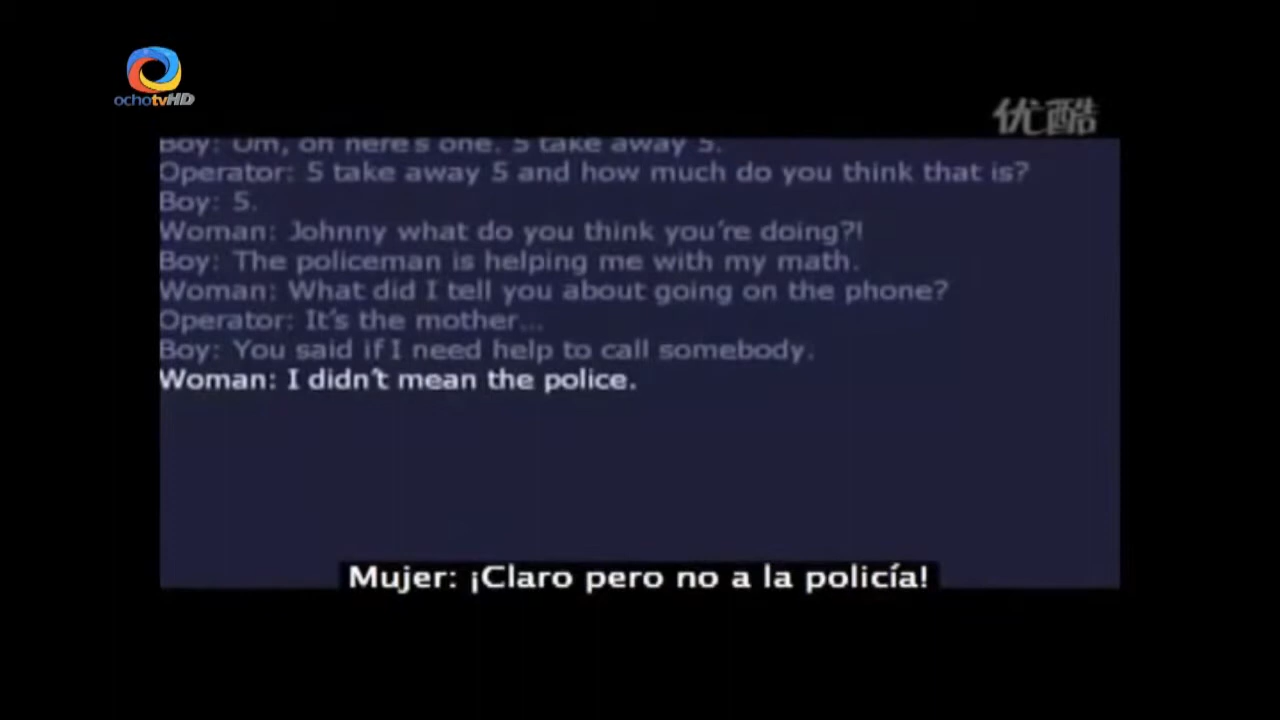 ochotvHD
优酷
Boy: Um, oh here's one. 5 take away 5.
Operator: 5 take away 5 and how much do you think that is?
Boy: 5.
Woman: Johnny what do you think you're doing?!
Boy: The policeman is helping me with my math.
Woman: What did I tell you about going on the phone?
Operator: It's the mother...
Boy: You said if I need help to call somebody.
Woman: I didn't mean the police.
Mujer: ¡Claro pero no a la policía!